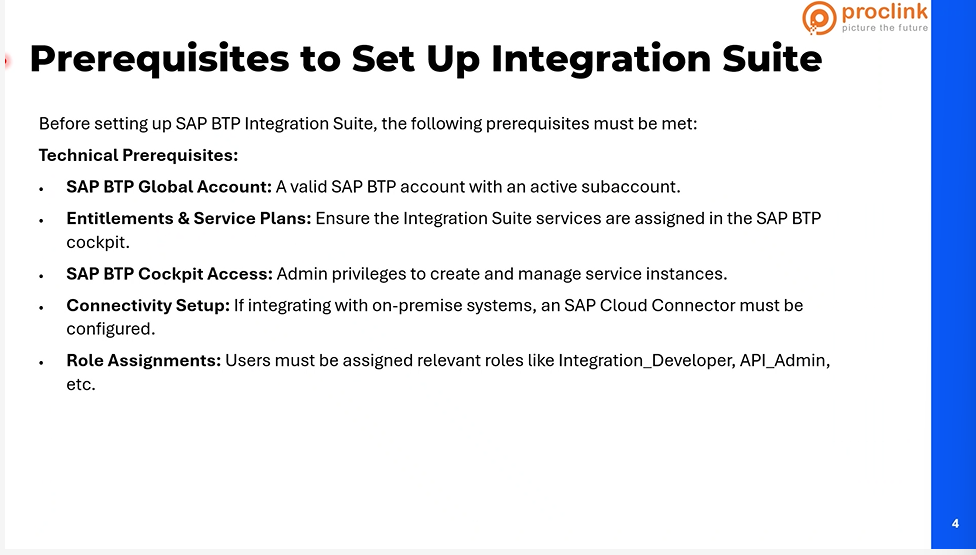 proclink
picture the future
Prerequisites to Set Up Integration Suite
Before setting up SAP BTP Integration Suite, the following prerequisites must be met:
Technical Prerequisites:
• SAP BTP Global Account: A valid SAP BTP account with an active subaccount.
• Entitlements & Service Plans: Ensure the Integration Suite services are assigned in the SAP BTP
cockpit.
• SAP BTP Cockpit Access: Admin privileges to create and manage service instances.
• Connectivity Setup: If integrating with on-premise systems, an SAP Cloud Connector must be
configured.
• Role Assignments: Users must be assigned relevant roles like Integration_Developer, API_Admin,
etc.
4